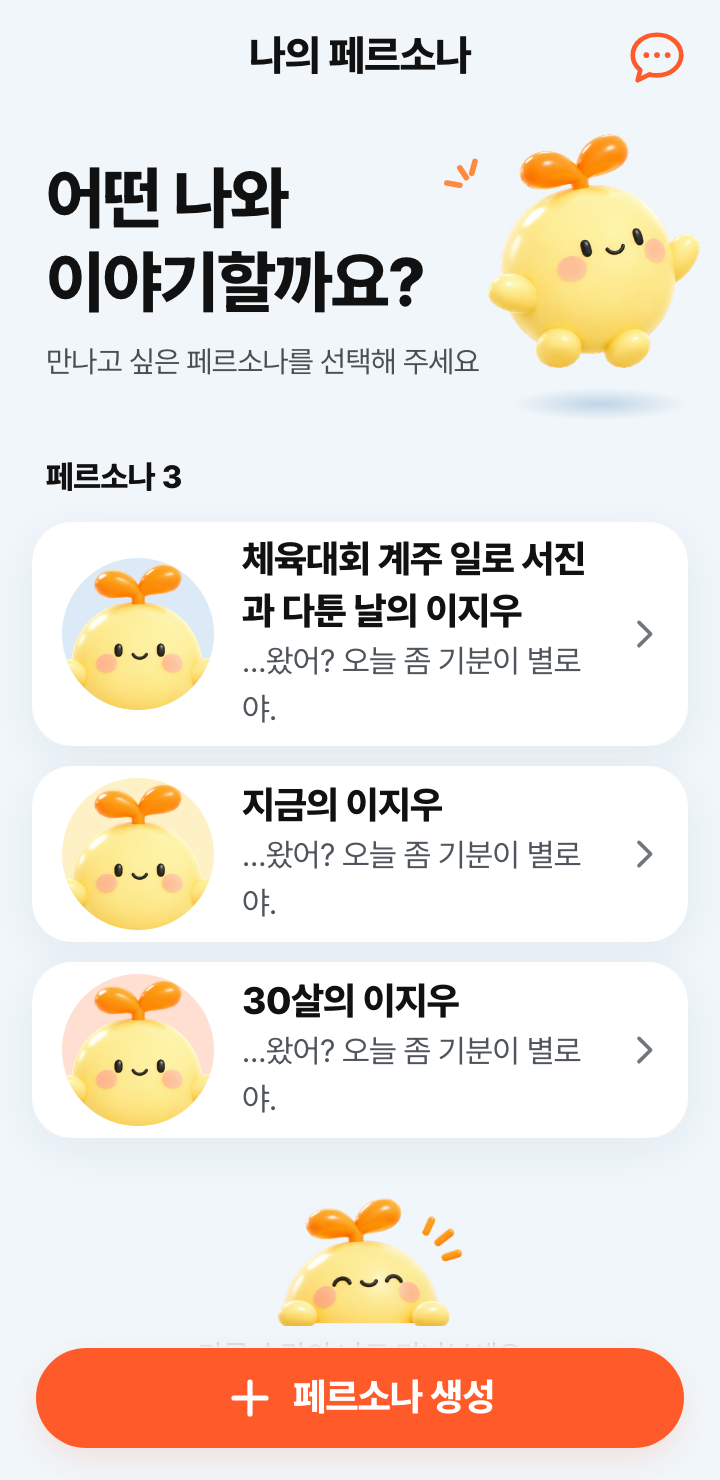 나의 페르소나
어떤 나와
이야기할까요?
만나고 싶은 페르소나를 선택해 주세요
페르소나 3
체육대회 계주 일로 서진
과 다툰 날의 이지우
...왔어? 오늘 좀 기분이 별로
야.
지금의 이지우
...왔어? 오늘 좀 기분이 별로
야.
30살의 이지우
...왔어? 오늘 좀 기분이 별로
야.
페르소나 생성